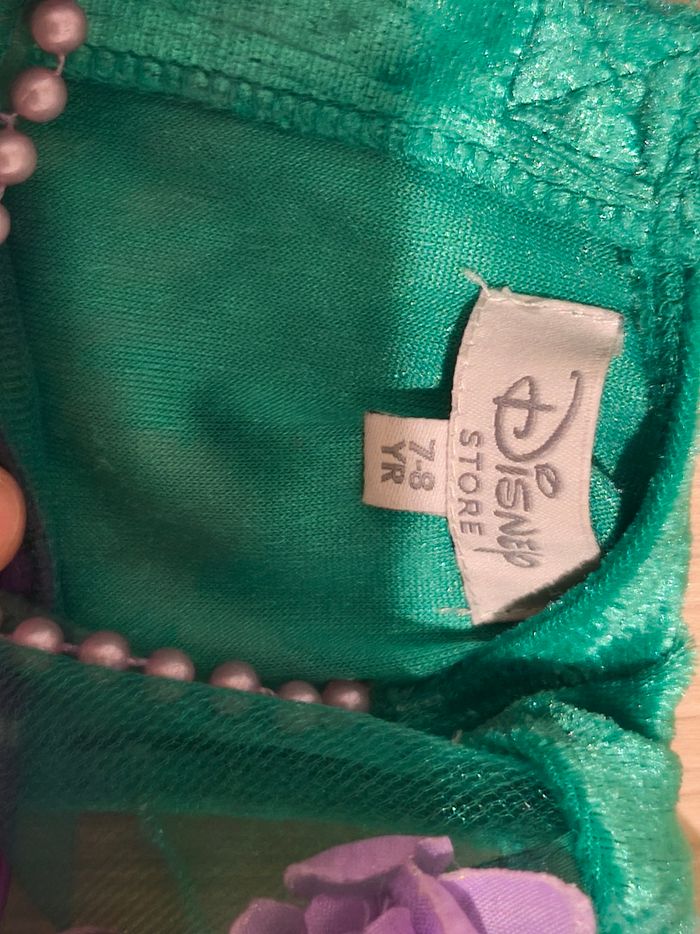 Disney
STORE
7-8
YR